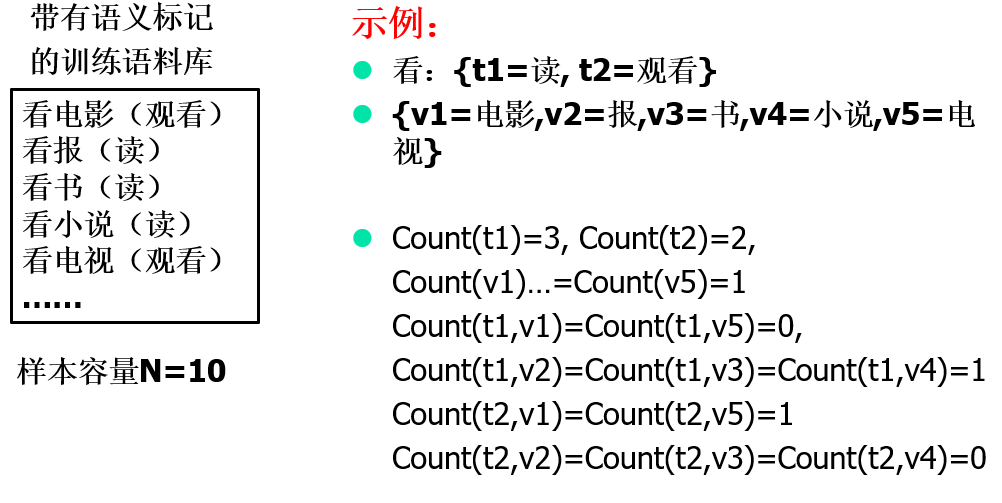 带有语义标记
的训练语料库
看电影（观看）
看报（读）
看书（读）
看小说（读）
看电视（观看）
……
样本容量N=10
示例：
看：{t1=读, t2=观看}
{v1=电影,v2=报,v3=书,v4=小说,v5=电
视}
Count(t1)=3, Count(t2)=2,
Count(v1)…=Count(v5)=1
Count(t1,v1)=Count(t1,v5)=0,
Count(t1,v2)=Count(t1,v3)=Count(t1,v4)=1
Count(t2,v1)=Count(t2,v5)=1
Count(t2,v2)=Count(t2,v3)=Count(t2,v4)=0